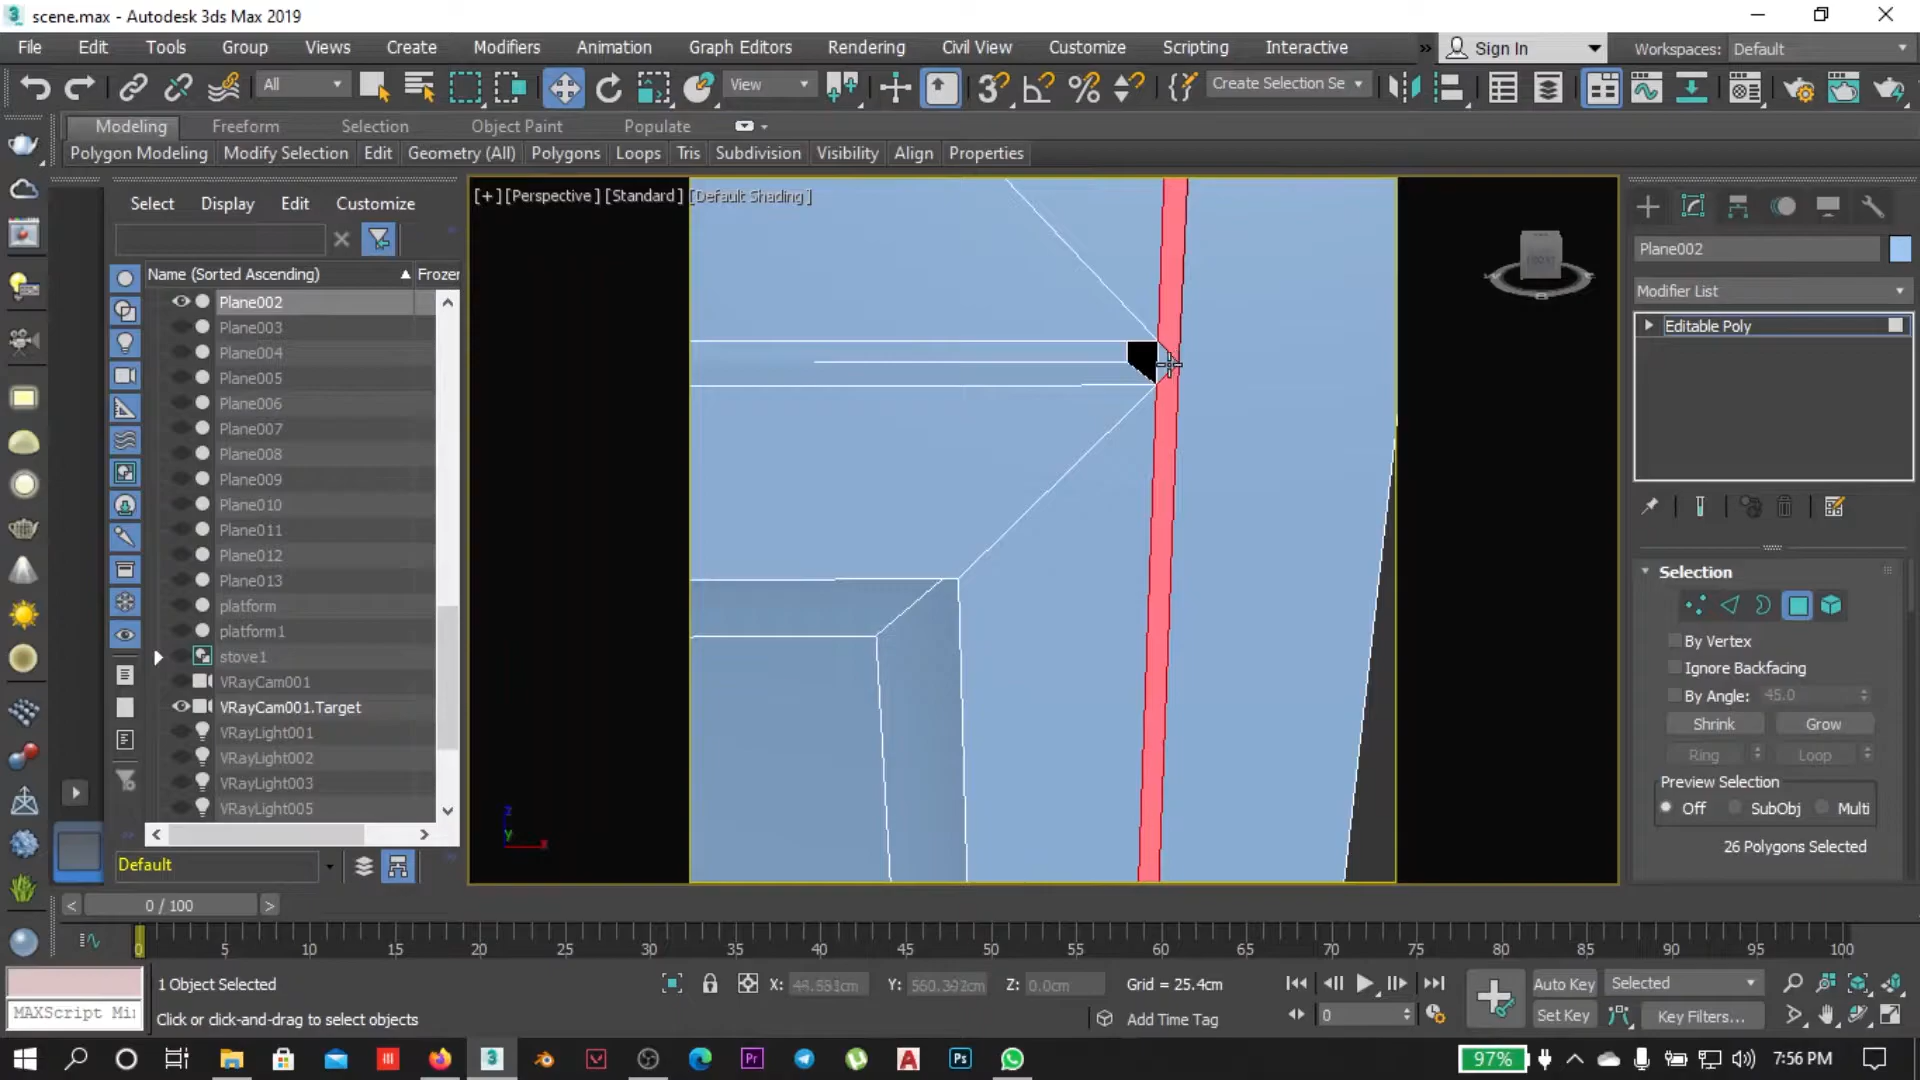 scene.max - Autodesk 3ds Max 2019
File Edit Tools Group Views Create Modifiers Animation Graph Editors Rendering Civil View Customize Scripting Interactive » Sign In Workspaces: Default
All View Create Selection Se
Modeling Freeform Selection Object Paint Populate
Polygon Modeling Modify Selection Edit Geometry (All) Polygons Loops Tris Subdivision Visibility Align Properties
[+] [Perspective] [Standard] [Default Shading]
Select Display Edit Customize
Name (Sorted Ascending) Frozen
Plane002
Plane003
Plane004
Plane005
Plane006
Plane007
Plane008
Plane009
Plane010
Plane011
Plane012
Plane013
platform
platform1
stove1
VRayCam001
VRayCam001.Target
VRayLight001
VRayLight002
VRayLight003
VRayLight005
Default
Plane002
Modifier List
Editable Poly
Selection
By Vertex
Ignore Backfacing
By Angle: 45.0
Shrink Grow
Ring Loop
Preview Selection
Off SubObj Multi
26 Polygons Selected
0 / 100
0 5 10 15 20 25 30 35 40 45 50 55 60 65 70 75 80 85 90 95 100
1 Object Selected X: Y: Z: 0.0cm Grid = 25.4cm Auto Key Selected
MAXScript Mi Click or click-and-drag to select objects Add Time Tag 0 Set Key Key Filters...
97% 7:56 PM